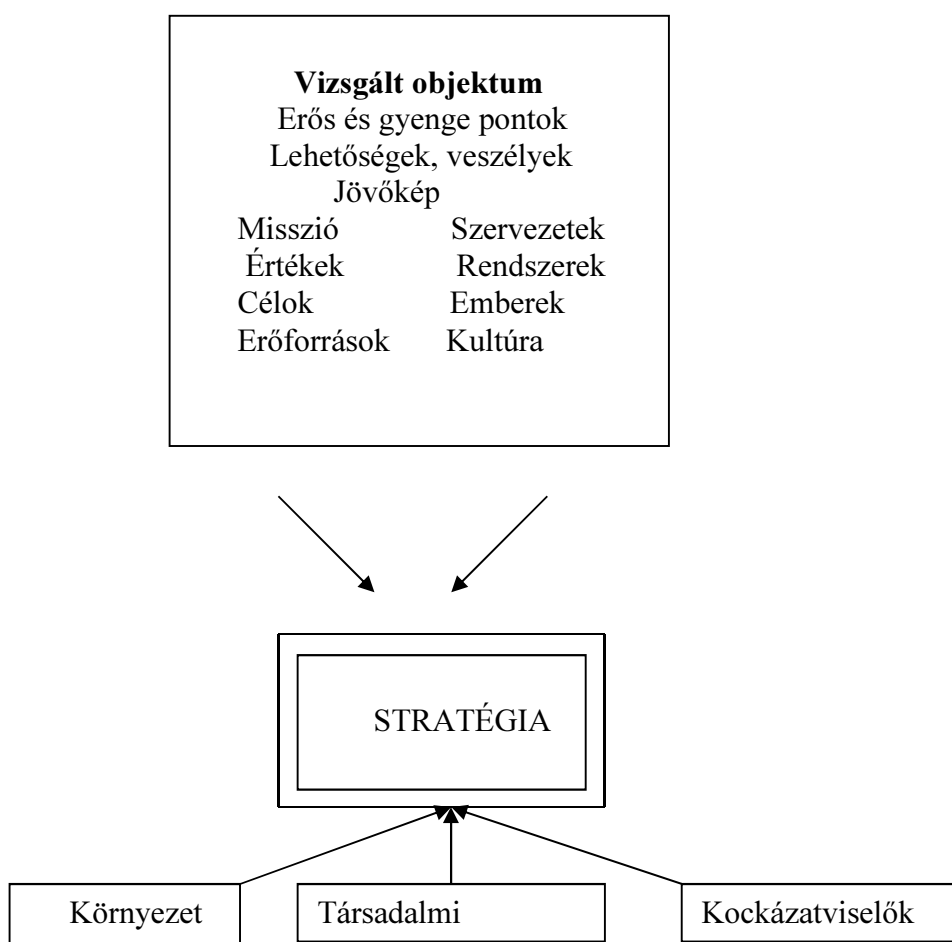 Vizsgált objektum
Erős és gyenge pontok
Lehetőségek, veszélyek
Jövőkép
Misszió Szervezetek
Értékek Rendszerek
Célok Emberek
Erőforrások Kultúra
STRATÉGIA
Környezet Társadalmi Kockázatviselők